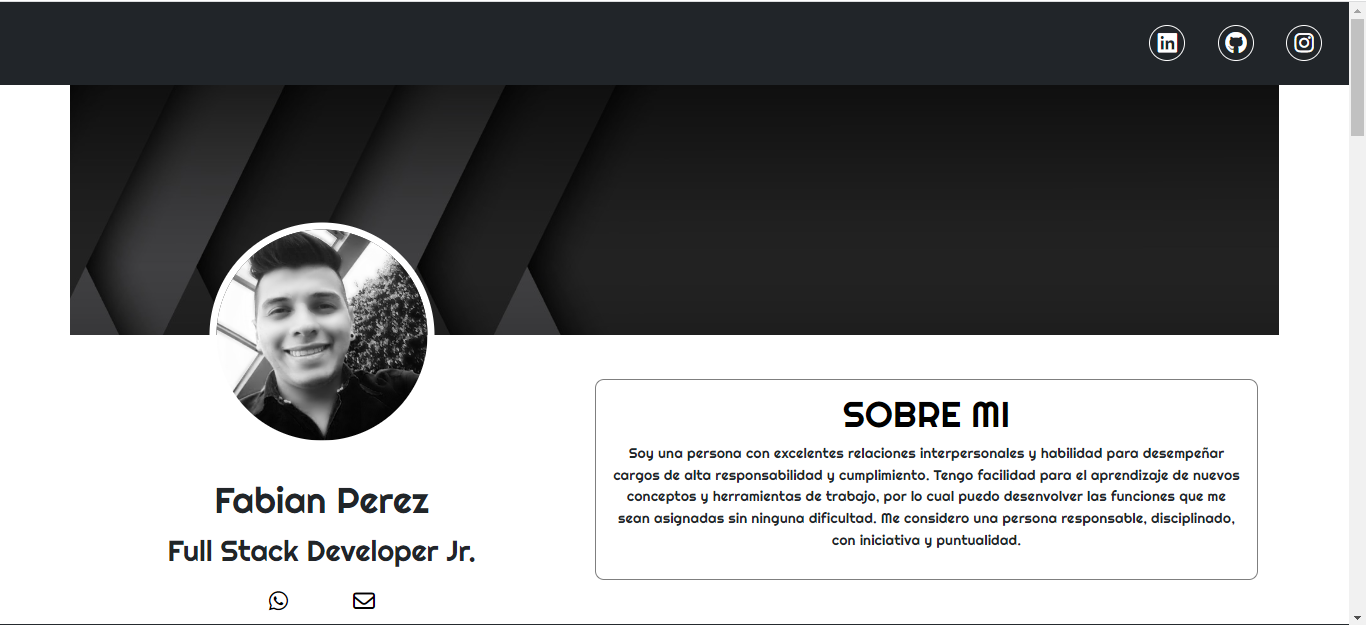 in
Fabian Perez
Full Stack Developer Jr.
SOBRE MI
Soy una persona con excelentes relaciones interpersonales y habilidad para desempeñar
cargos de alta responsabilidad y cumplimiento. Tengo facilidad para el aprendizaje de nuevos
conceptos y herramientas de trabajo, por lo cual puedo desenvolver las funciones que me
sean asignadas sin ninguna dificultad. Me considero una persona responsable, disciplinado,
con iniciativa y puntualidad.